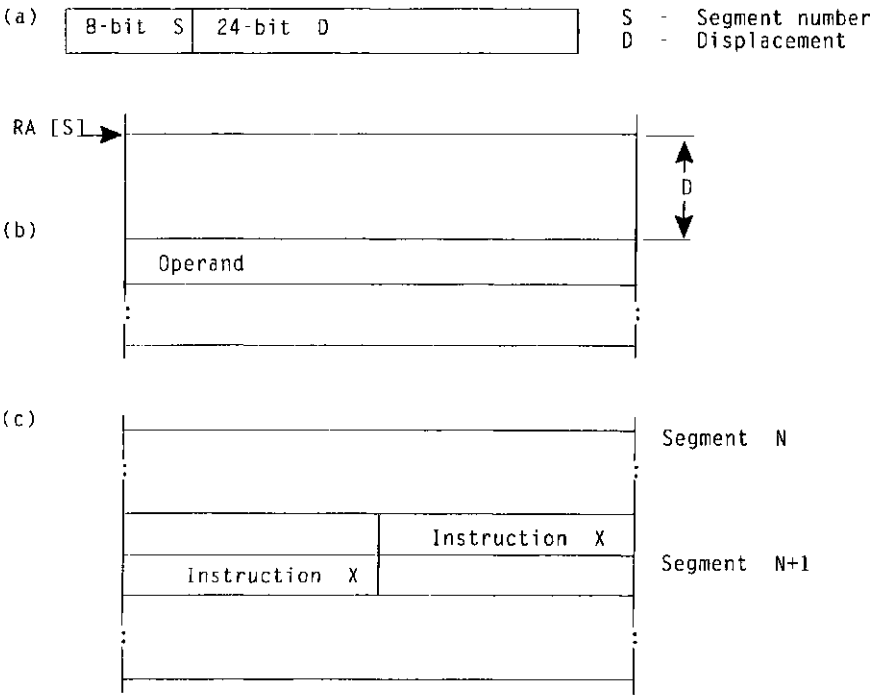 (a) 8-bit S 24-bit D S - Segment number
D - Displacement
RA [S]
D
(b)
Operand
(c)
Segment N
Instruction X
Instruction X Segment N+1